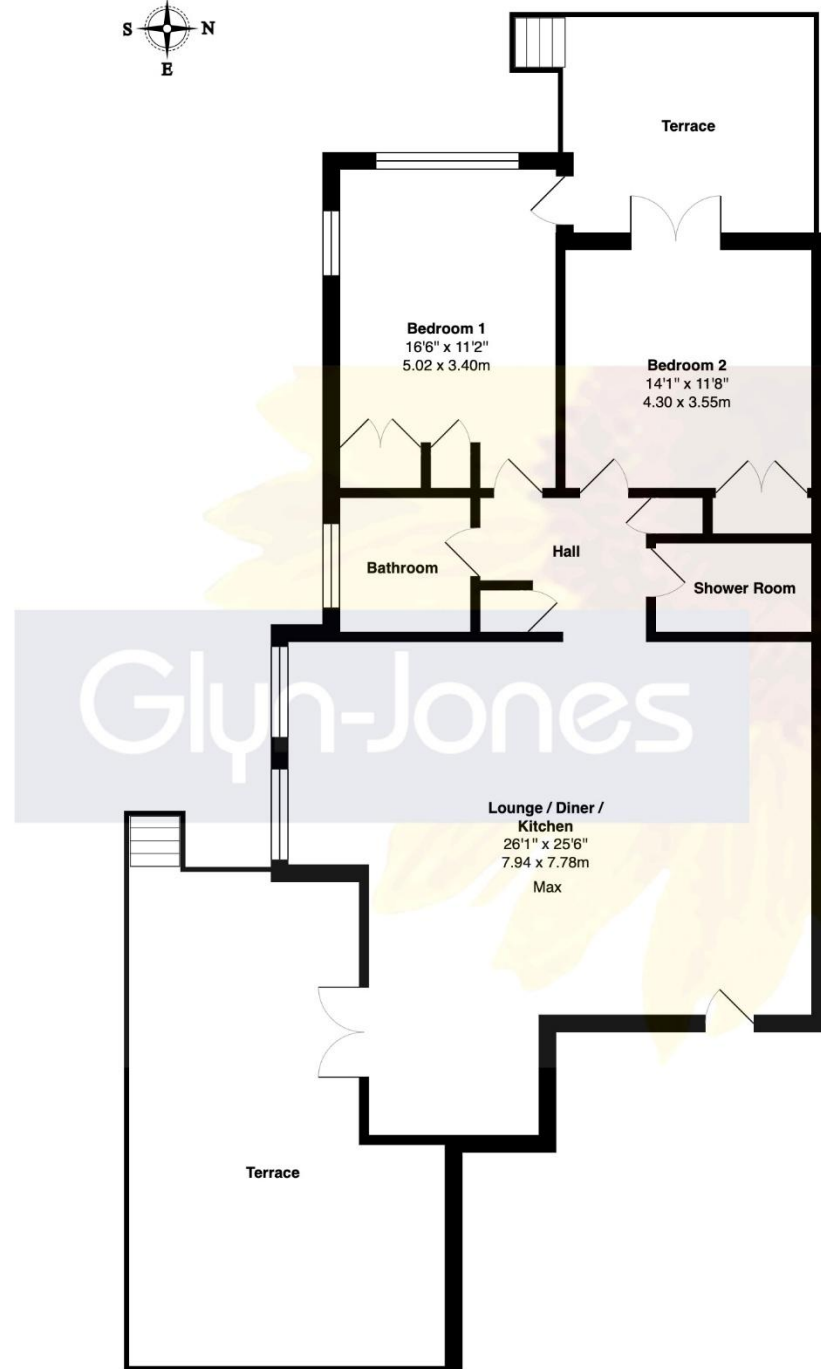 S
N
E
Terrace
Bedroom 1
16'6" x 11'2"
5.02 x 3.40m
Bedroom 2
14'1" x 11'8"
4.30 x 3.55m
Bathroom
Hall
Shower Room
Glyn-Jones
Lounge / Diner /
Kitchen
26'1" x 25'6"
7.94 x 7.78m
Max
Terrace